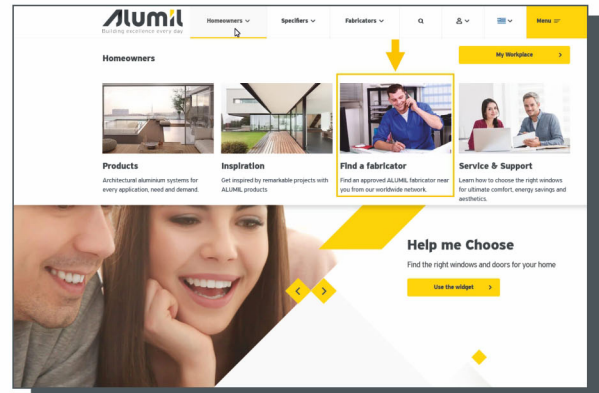 Alumil
Building excellence every day
Homeowners
Specifiers
Fabricators
Menu
Homeowners
My Workplace
Products
Architectural aluminium systems for
every application, need and demand.
Inspiration
Get inspired by remarkable projects with
ALUMIL products
Find a fabricator
Find an approved ALUMIL fabricator near
you from our worldwide network.
Service & Support
Learn how to choose the right windows
for ultimate comfort, energy savings and
aesthetics.
Help me Choose
Find the right windows and doors for your home
Use the widget